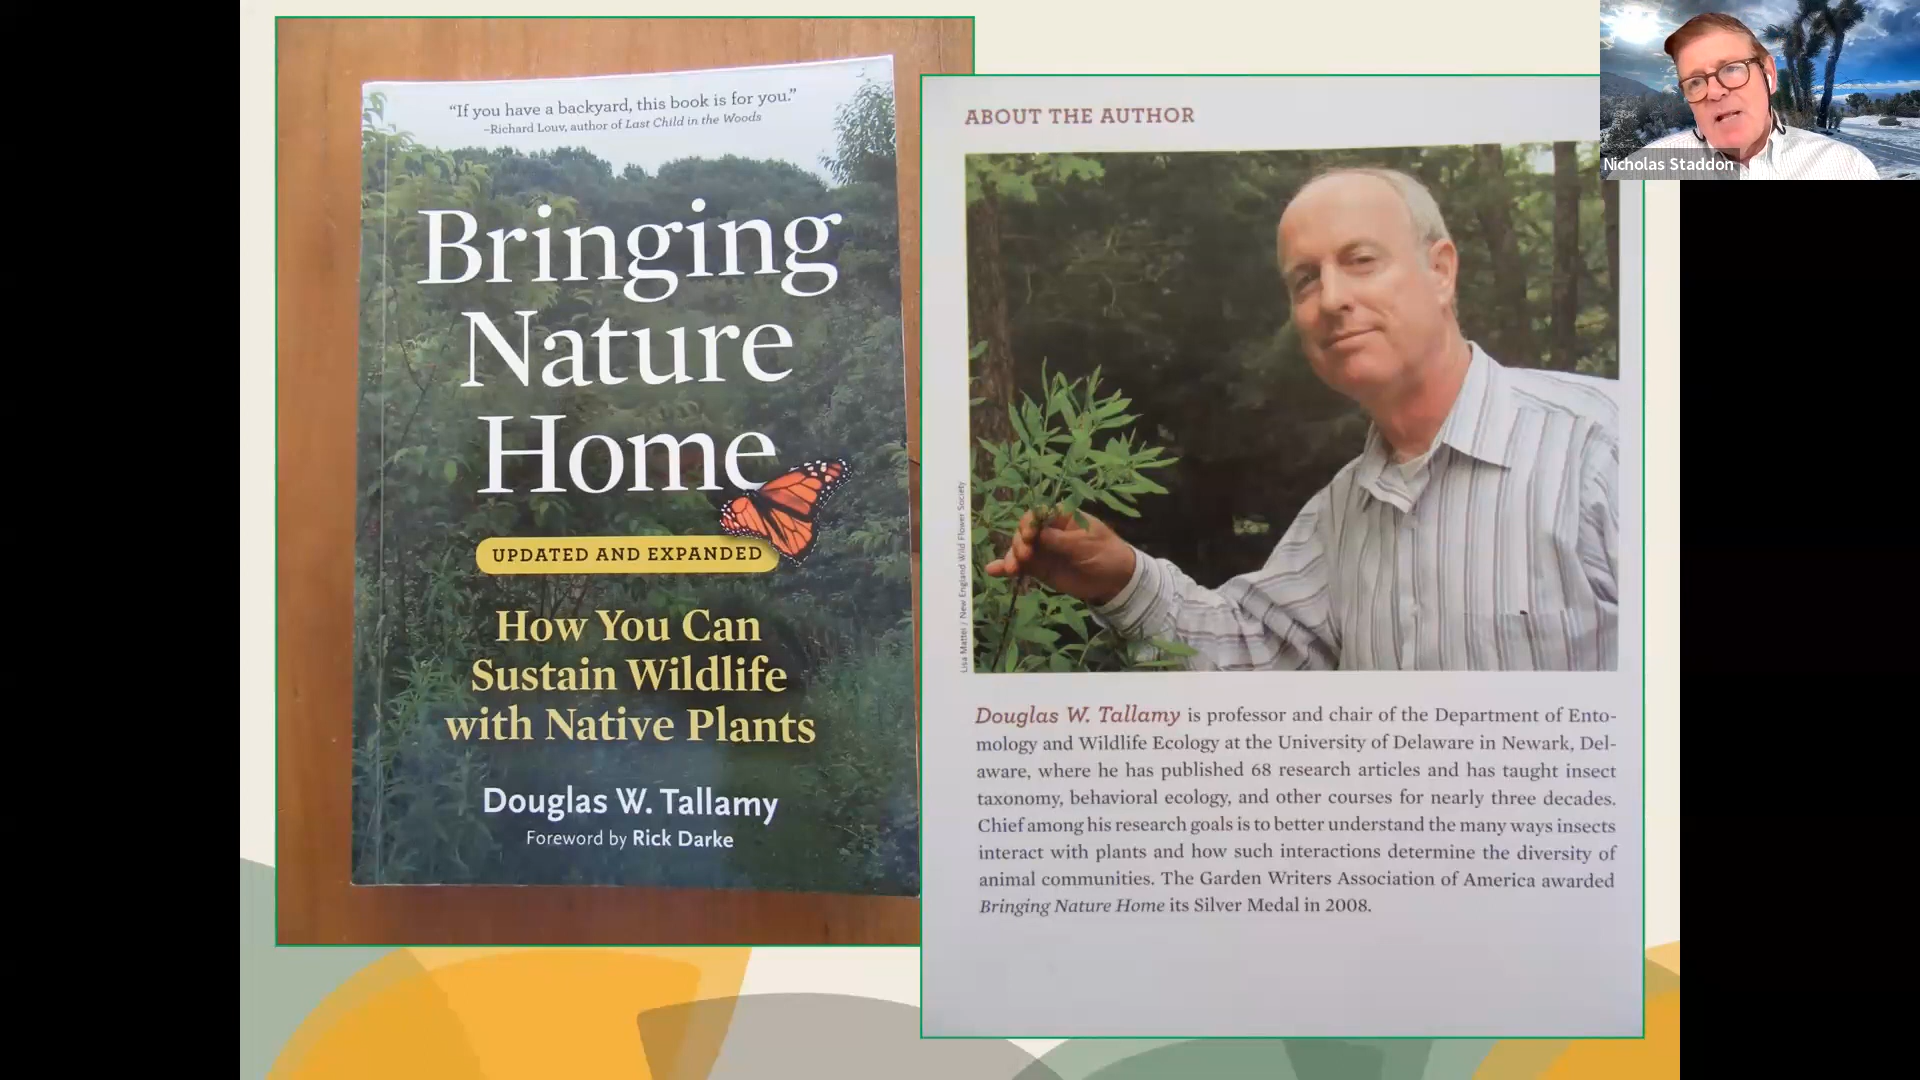 “If you have a backyard, this book is for you.”
–Richard Louv, author of Last Child in the Woods
Bringing
Nature
Home
UPDATED AND EXPANDED
How You Can
Sustain Wildlife
with Native Plants
Douglas W. Tallamy
Foreword by Rick Darke
ABOUT THE AUTHOR
Lisa Mattei / New England Wild Flower Society
Douglas W. Tallamy is professor and chair of the Department of Ento-
mology and Wildlife Ecology at the University of Delaware in Newark, Del-
aware, where he has published 68 research articles and has taught insect
taxonomy, behavioral ecology, and other courses for nearly three decades.
Chief among his research goals is to better understand the many ways insects
interact with plants and how such interactions determine the diversity of
animal communities. The Garden Writers Association of America awarded
Bringing Nature Home its Silver Medal in 2008.
Nicholas Staddon